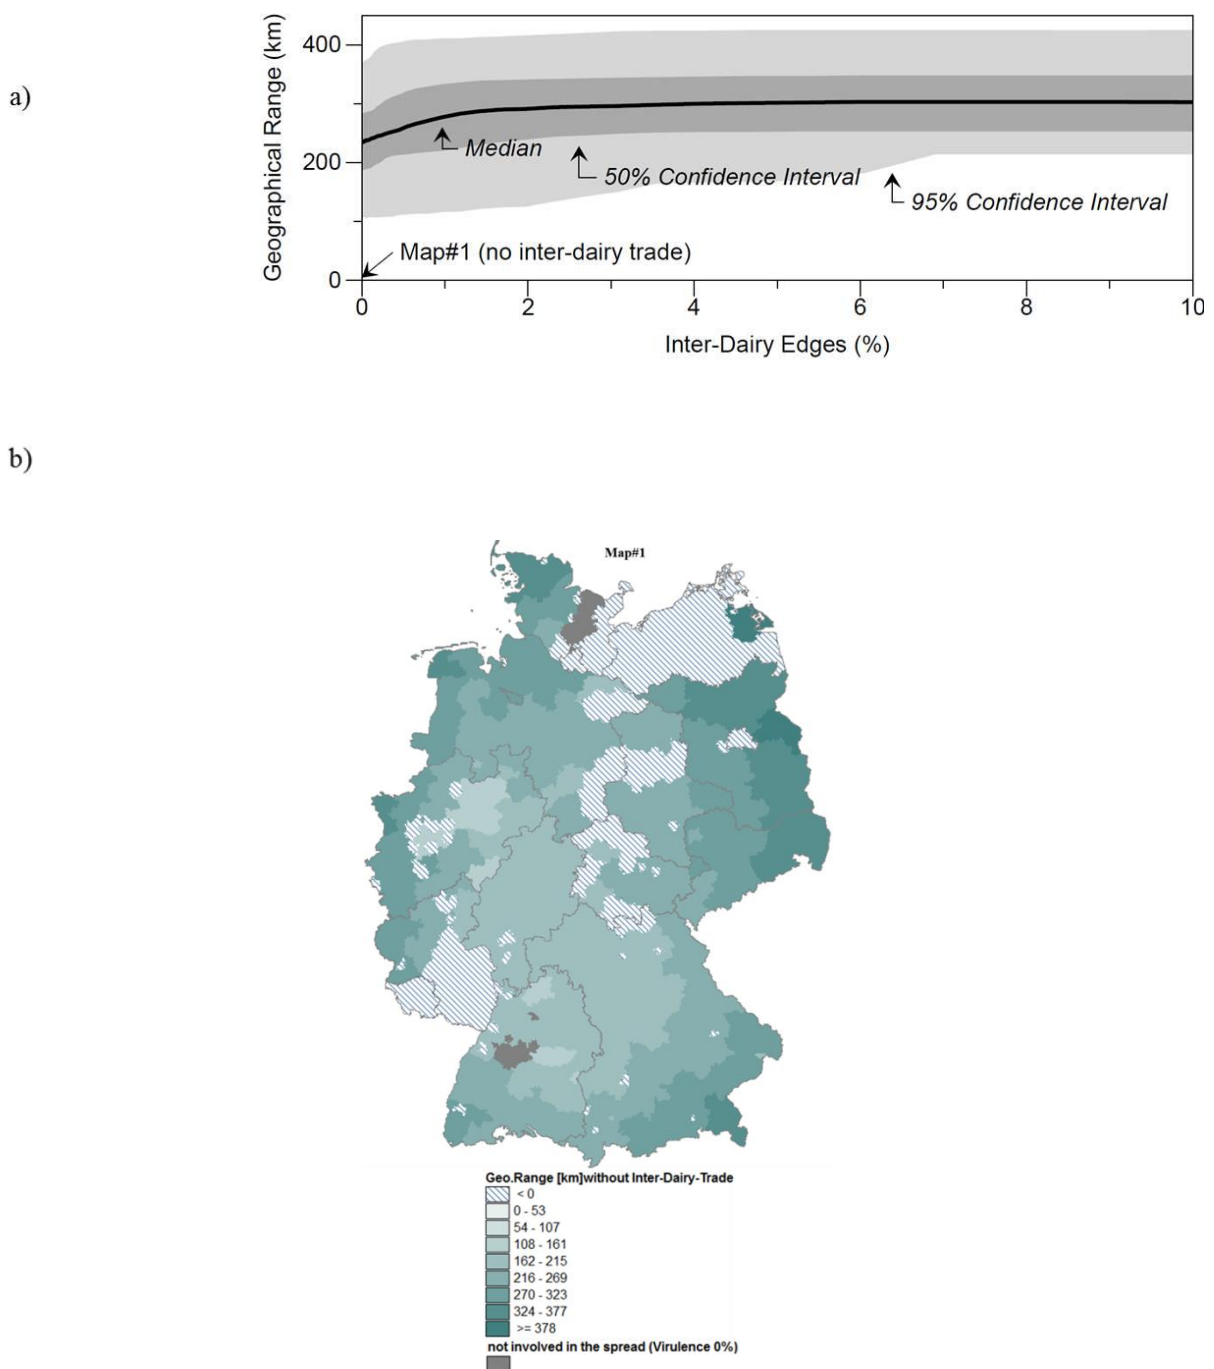 a)
Geographical Range (km)
400
200
0
Median
50% Confidence Interval
95% Confidence Interval
Map#1 (no inter-dairy trade)
0 2 4 6 8 10
Inter-Dairy Edges (%)
b)
Map#1
Geo.Range [km]without Inter-Dairy-Trade
< 0
0 - 53
54 - 107
108 - 161
162 - 215
216 - 269
270 - 323
324 - 377
>= 378
not involved in the spread (Virulence 0%)